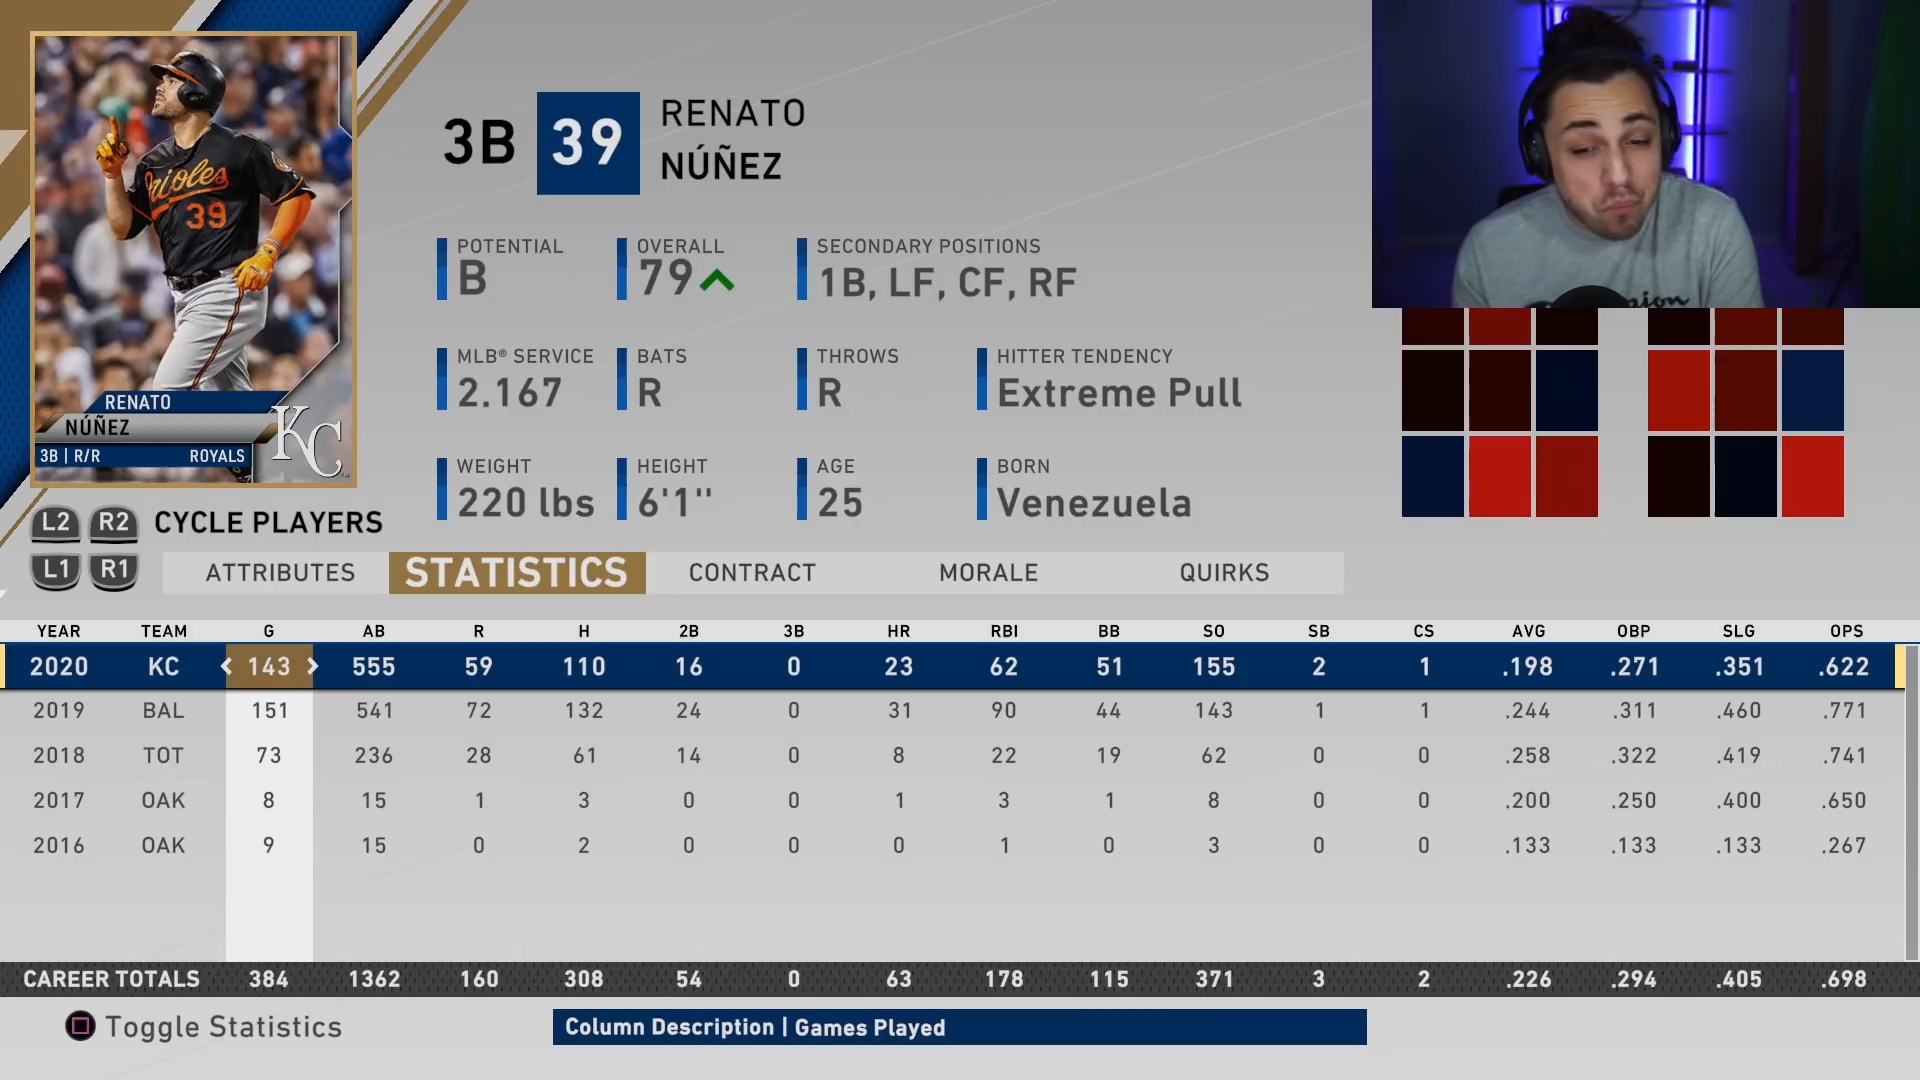 3B 39 RENATO
NÚÑEZ
Orioles
39
POTENTIAL OVERALL SECONDARY POSITIONS
B 79 1B, LF, CF, RF
MLB® SERVICE BATS THROWS HITTER TENDENCY
2.167 R R Extreme Pull
RENATO
NÚÑEZ
3B | R/R ROYALS
KC
WEIGHT HEIGHT AGE BORN
220 lbs 6'1'' 25 Venezuela
L2 R2 CYCLE PLAYERS
L1 R1
ATTRIBUTES STATISTICS CONTRACT MORALE QUIRKS
YEAR TEAM G AB R H 2B 3B HR RBI BB SO SB CS AVG OBP SLG OPS
2020 KC 143 555 59 110 16 0 23 62 51 155 2 1 .198 .271 .351 .622
2019 BAL 151 541 72 132 24 0 31 90 44 143 1 1 .244 .311 .460 .771
2018 TOT 73 236 28 61 14 0 8 22 19 62 0 0 .258 .322 .419 .741
2017 OAK 8 15 1 3 0 0 1 3 1 8 0 0 .200 .250 .400 .650
2016 OAK 9 15 0 2 0 0 0 1 0 3 0 0 .133 .133 .133 .267
CAREER TOTALS 384 1362 160 308 54 0 63 178 115 371 3 2 .226 .294 .405 .698
Toggle Statistics
Column Description | Games Played